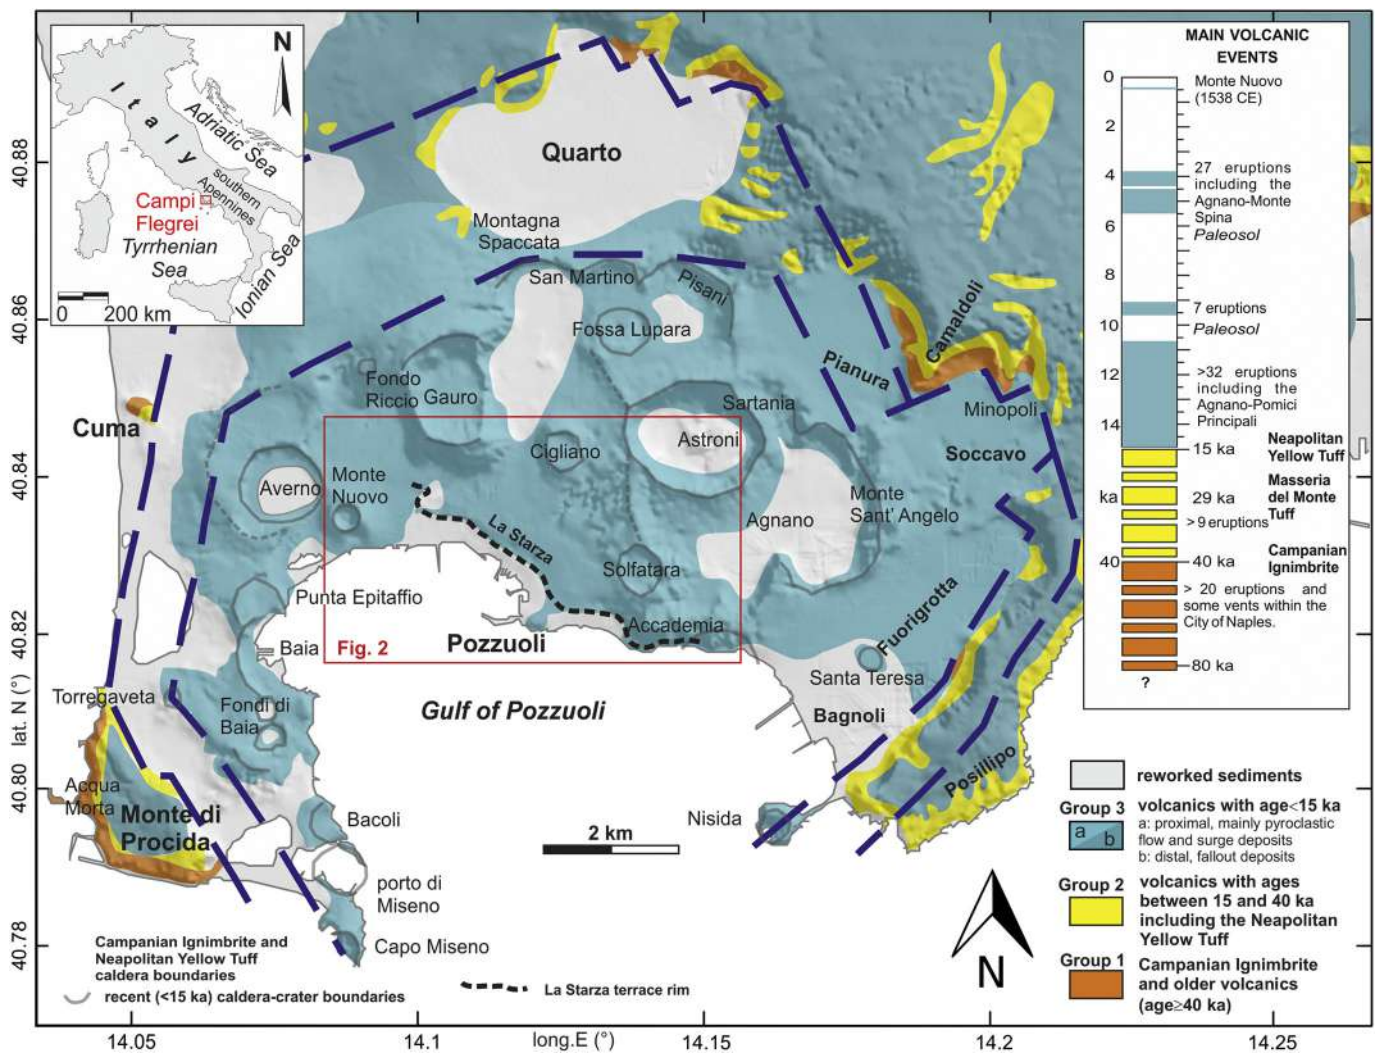 N
Italy
Adriatic Sea
southern
Apennines
Campi
Flegrei
Tyrrhenian
Sea
Ionian Sea
0 200 km
40.88
40.86
40.84
40.82
40.80
40.78
lat. N (°)
14.05
14.1
14.15
14.2
14.25
long.E (°)
Quarto
Montagna
Spaccata
San Martino
Pisani
Fossa Lupara
Camaldoli
Pianura
Fondo
Riccio
Gauro
Sartania
Minopoli
Cuma
Astroni
Cigliano
Soccavo
Averno
Monte
Nuovo
Monte
Sant' Angelo
Agnano
La Starza
Solfatara
Punta Epitaffio
Accademia
Fuorigrotta
Baia
Fig. 2
Pozzuoli
Santa Teresa
Torregaveta
Fondi di
Baia
Gulf of Pozzuoli
Bagnoli
Posillipo
Acqua
Morta
Monte di
Procida
Bacoli
Nisida
2 km
porto di
Miseno
Capo Miseno
N
Campanian Ignimbrite and
Neapolitan Yellow Tuff
caldera boundaries
recent (<15 ka) caldera-crater boundaries
La Starza terrace rim
MAIN VOLCANIC
EVENTS
0
Monte Nuovo
(1538 CE)
2
4
27 eruptions
including the
Agnano-Monte
Spina
6
Paleosol
8
7 eruptions
10
Paleosol
12
>32 eruptions
including the
Agnano-Pomici
Principali
14
15 ka
Neapolitan
Yellow Tuff
ka
29 ka
Masseria
del Monte
Tuff
>9 eruptions
40
40 ka
Campanian
Ignimbrite
> 20 eruptions and
some vents within the
City of Naples.
80 ka
?
reworked sediments
Group 3
volcanics with age<15 ka
a
b
a: proximal, mainly pyroclastic
flow and surge deposits
b: distal, fallout deposits
Group 2
volcanics with ages
between 15 and 40 ka
including the Neapolitan
Yellow Tuff
Group 1
Campanian Ignimbrite
and older volcanics
(age≥40 ka)